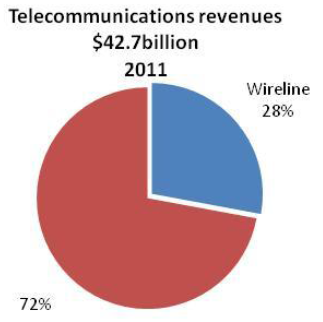 Telecommunications revenues
$42.7billion
2011
Wireline
28%
72%